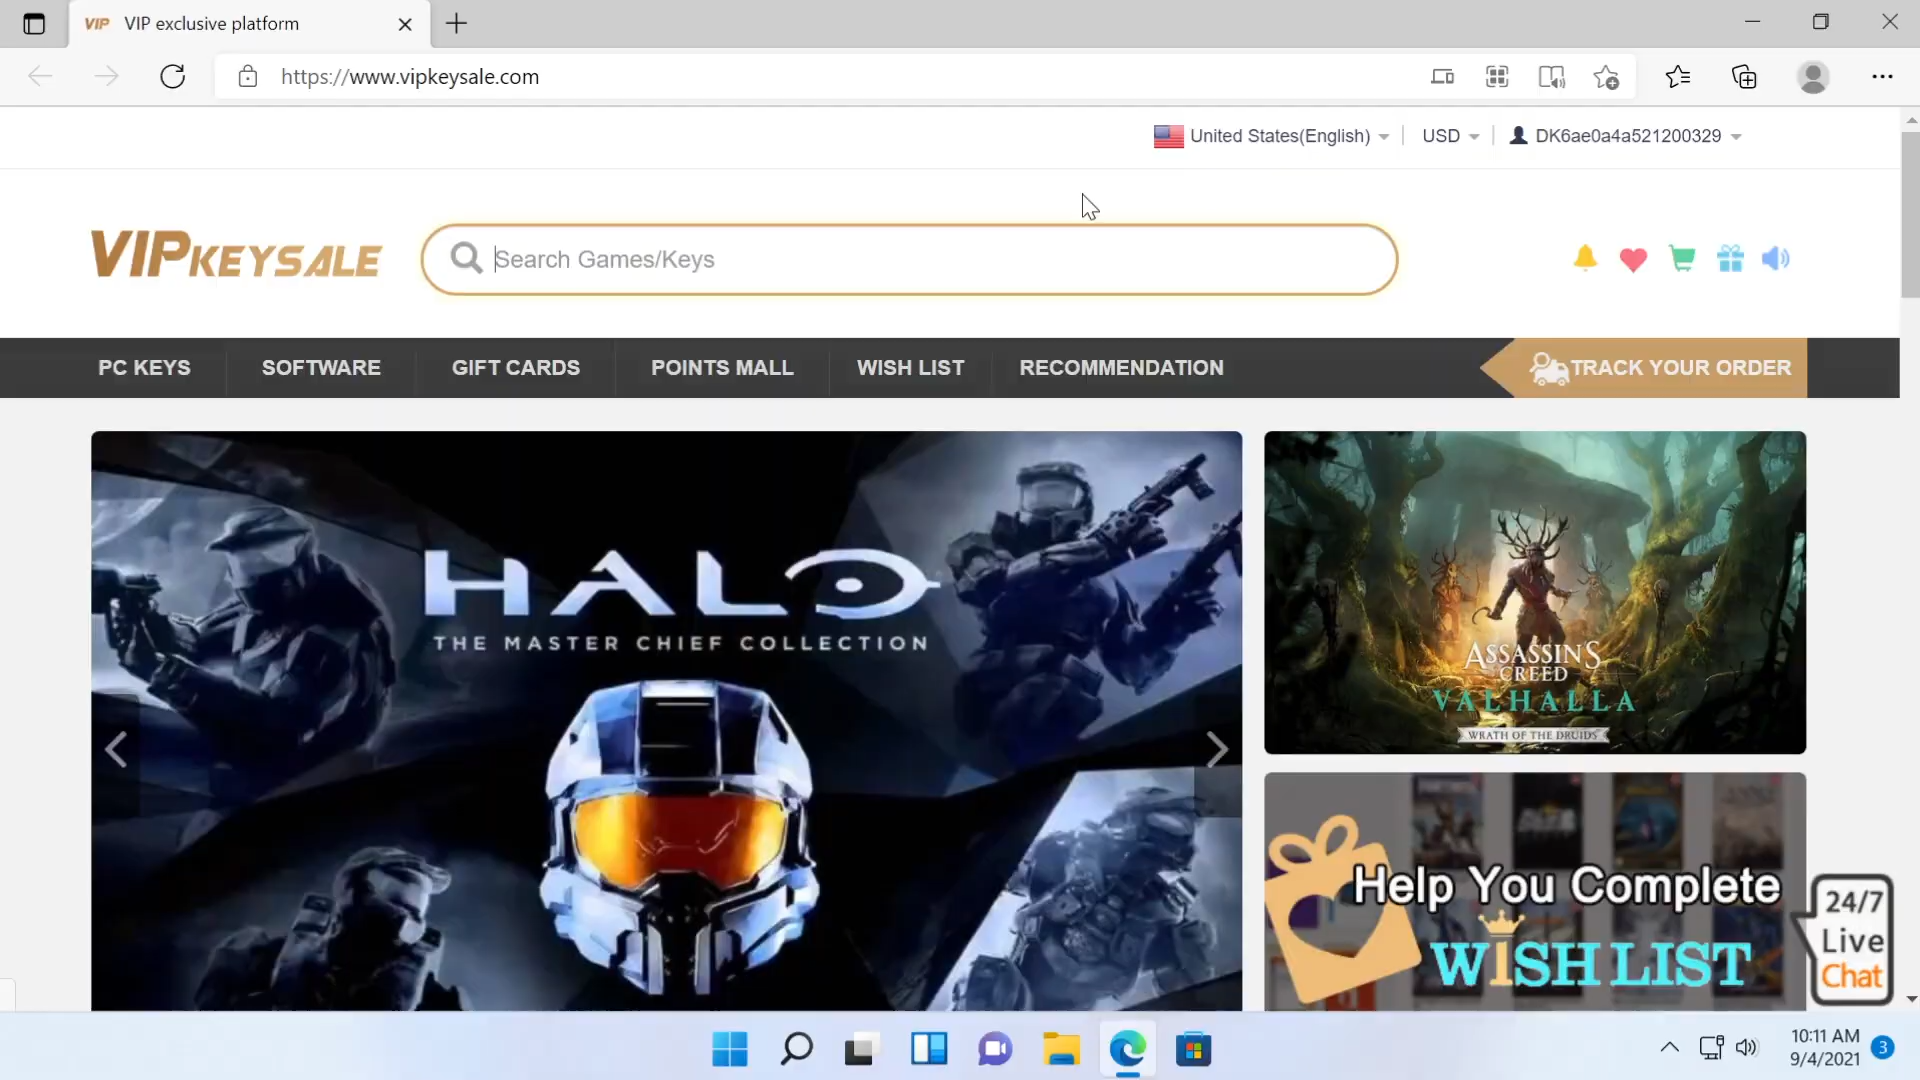 VIP VIP exclusive platform
https://www.vipkeysale.com
United States(English) USD DK6ae0a4a521200329
VIPKEYSALE
Search Games/Keys
PC KEYS SOFTWARE GIFT CARDS POINTS MALL WISH LIST RECOMMENDATION TRACK YOUR ORDER
HALO
THE MASTER CHIEF COLLECTION
ASSASSIN'S
CREED
VALHALLA
WRATH OF THE DRUIDS
Help You Complete
WISH LIST
24/7
Live
Chat
10:11 AM
9/4/2021
3